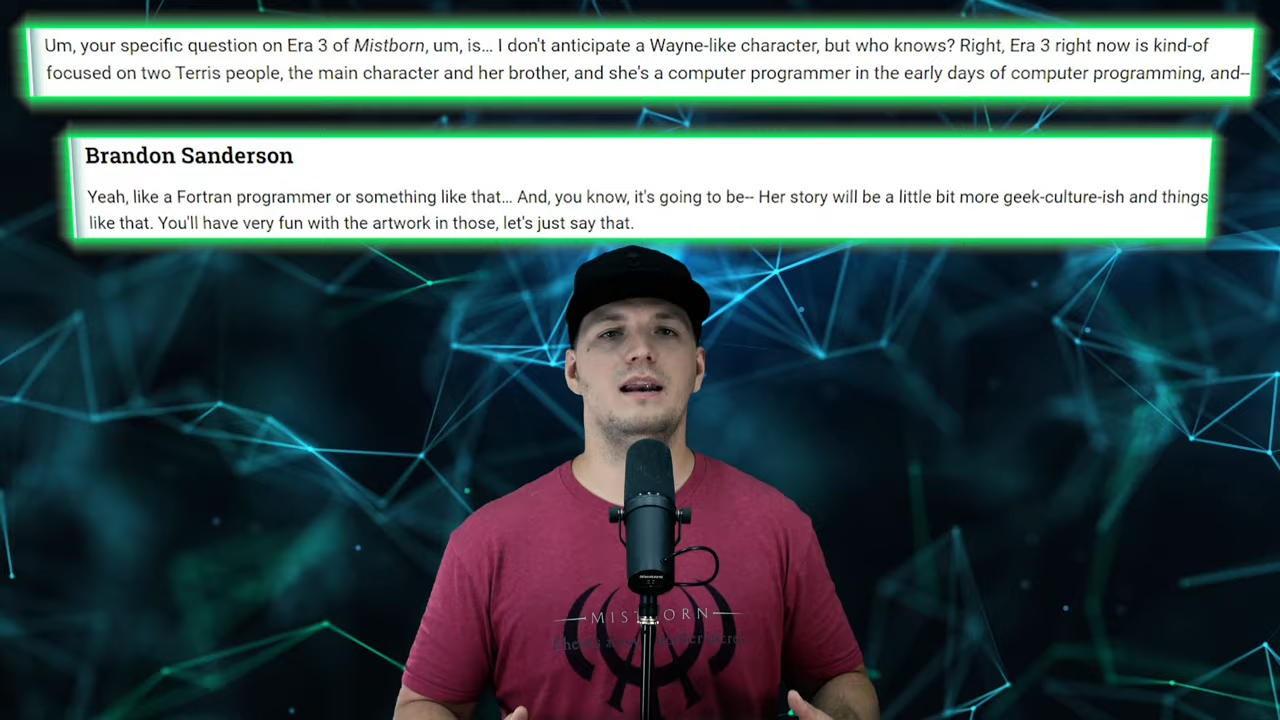 Um, your specific question on Era 3 of Mistborn, um, is... I don't anticipate a Wayne-like character, but who knows? Right, Era 3 right now is kind-of
focused on two Terris people, the main character and her brother, and she's a computer programmer in the early days of computer programming, and--
Brandon Sanderson
Yeah, like a Fortran programmer or something like that... And, you know, it's going to be-- Her story will be a little bit more geek-culture-ish and things
like that. You'll have very fun with the artwork in those, let's just say that.